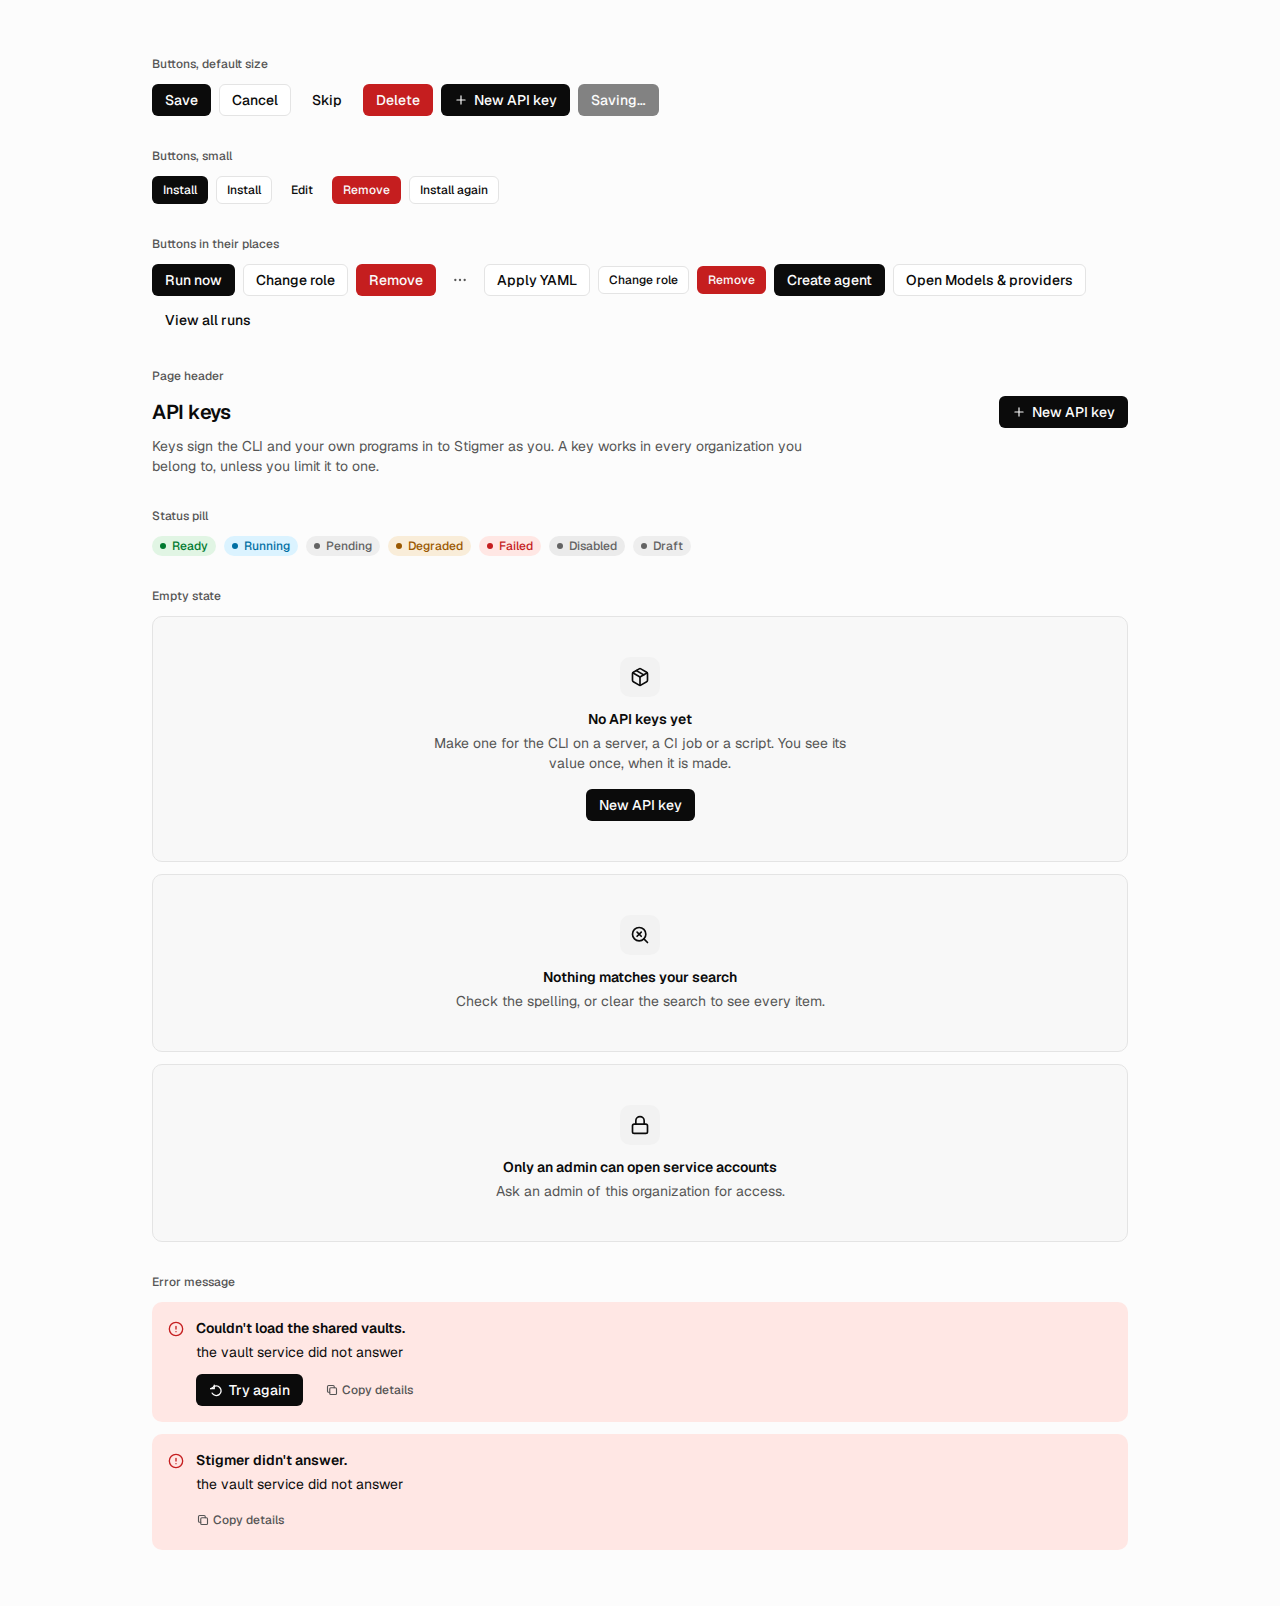 Buttons, default size
Save Cancel Skip Delete + New API key Saving...
Buttons, small
Install Install Edit Remove Install again
Buttons in their places
Run now Change role Remove ··· Apply YAML Change role Remove Create agent Open Models & providers
View all runs
Page header
API keys + New API key
Keys sign the CLI and your own programs in to Stigmer as you. A key works in every organization you
belong to, unless you limit it to one.
Status pill
Ready Running Pending Degraded Failed Disabled Draft
Empty state
No API keys yet
Make one for the CLI on a server, a CI job or a script. You see its
value once, when it is made.
New API key
Nothing matches your search
Check the spelling, or clear the search to see every item.
Only an admin can open service accounts
Ask an admin of this organization for access.
Error message
Couldn't load the shared vaults.
the vault service did not answer
Try again Copy details
Stigmer didn't answer.
the vault service did not answer
Copy details